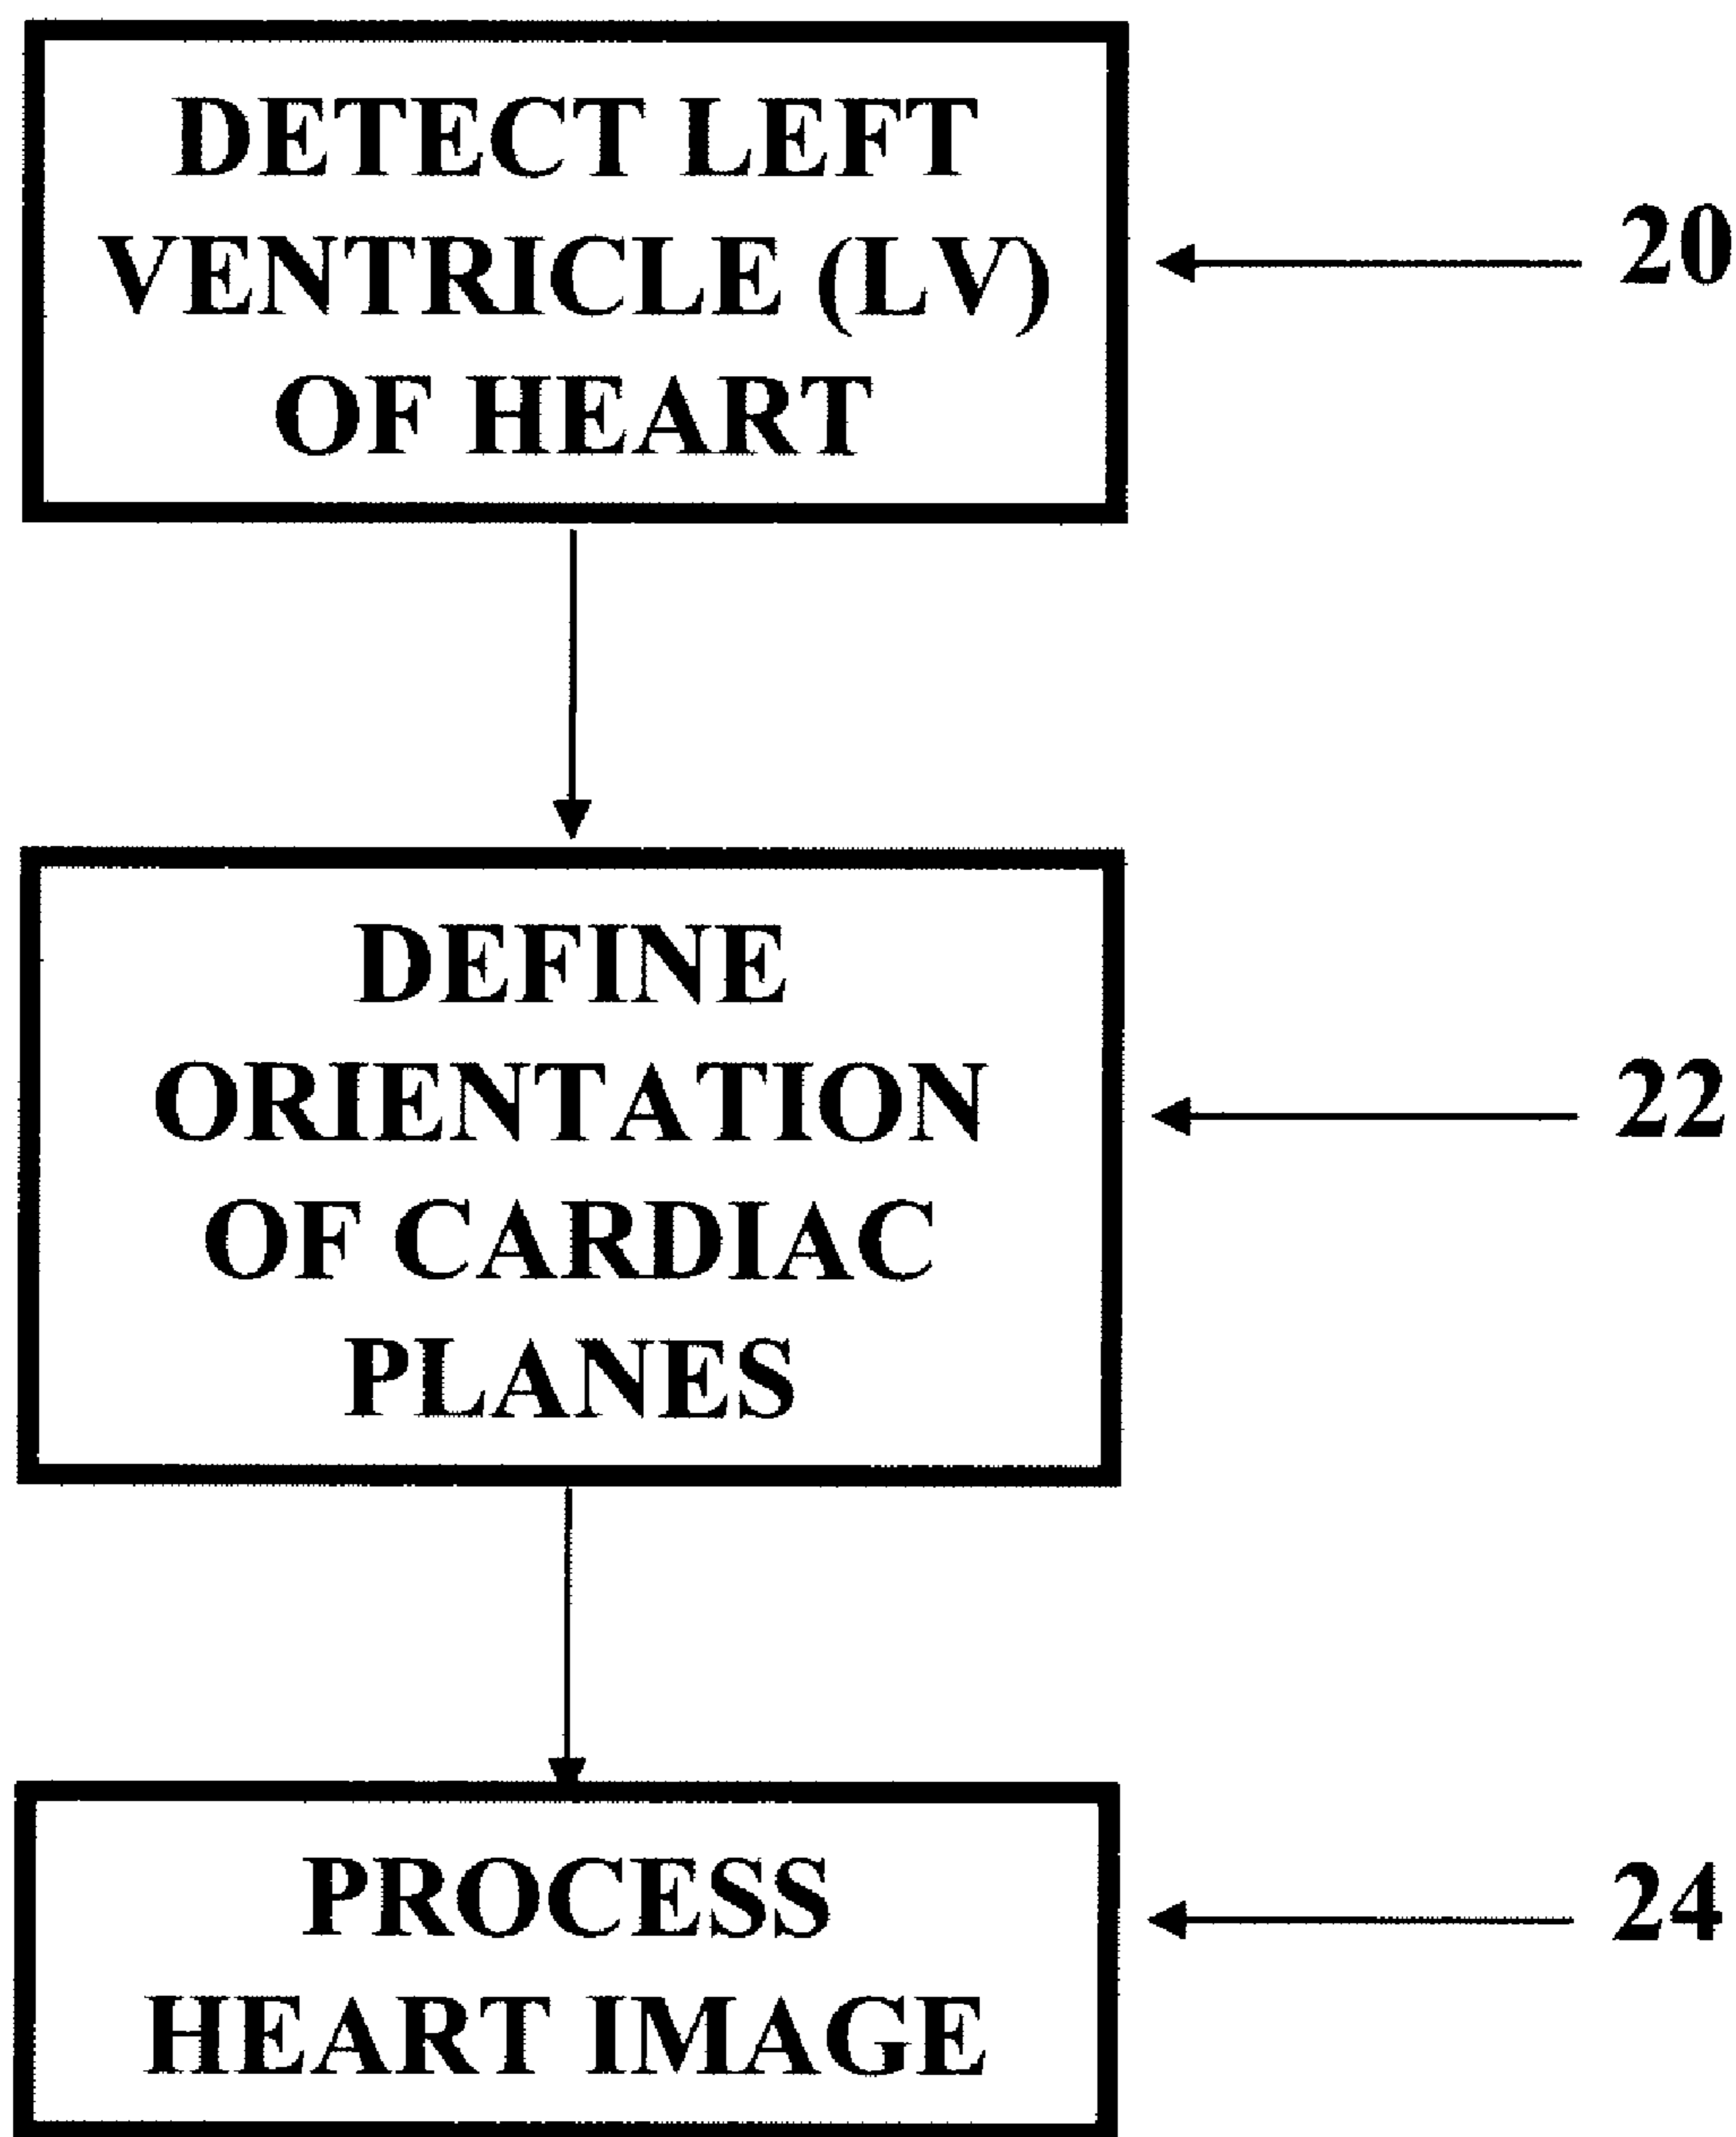 DETECT LEFT
VENTRICLE (LV)
OF HEART
20
DEFINE
ORIENTATION
OF CARDIAC
PLANES
22
PROCESS
HEART IMAGE
24